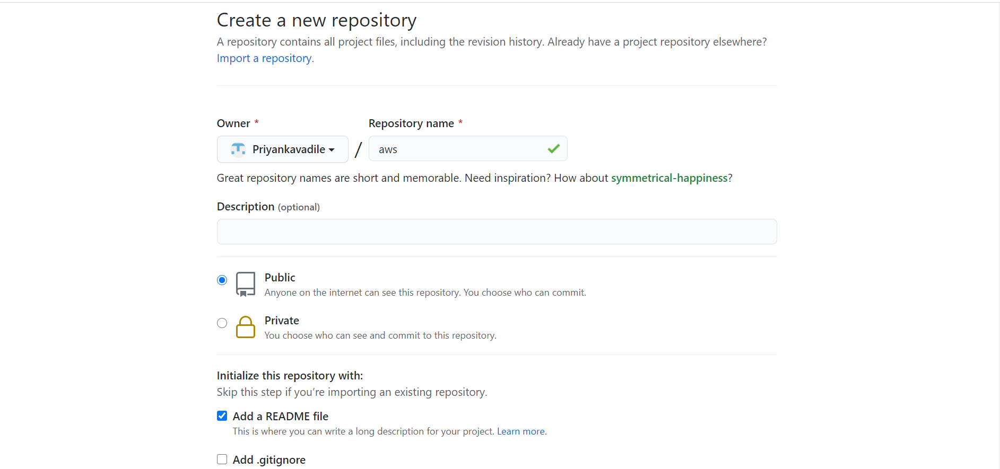 Create a new repository
A repository contains all project files, including the revision history. Already have a project repository elsewhere?
Import a repository.
Owner * Repository name *
Priyankavadile / aws
Great repository names are short and memorable. Need inspiration? How about symmetrical-happiness?
Description (optional)
Public
Anyone on the internet can see this repository. You choose who can commit.
Private
You choose who can see and commit to this repository.
Initialize this repository with:
Skip this step if you’re importing an existing repository.
Add a README file
This is where you can write a long description for your project. Learn more.
Add .gitignore